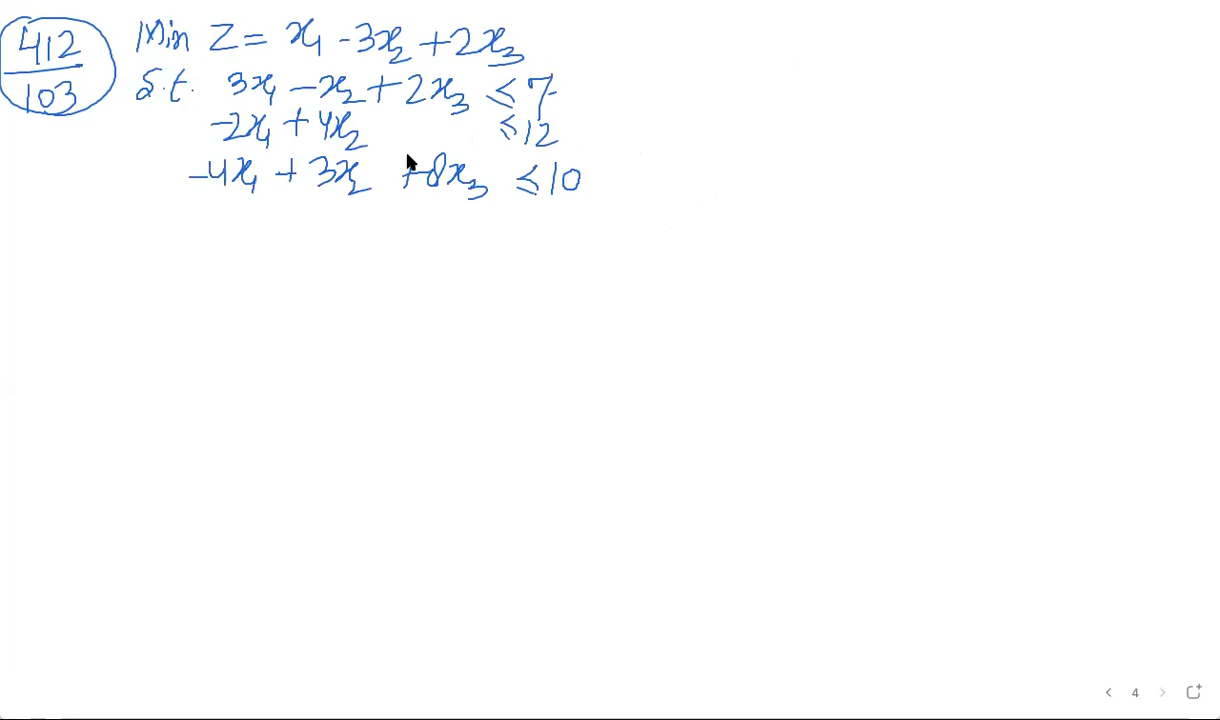 412/103
Min Z = x₁ - 3x₂ + 2x₃
S.t. 3x₁ - x₂ + 2x₃ ≤ 7
-2x₁ + 4x₂ ≤ 12
-4x₁ + 3x₂ + 8x₃ ≤ 10
4